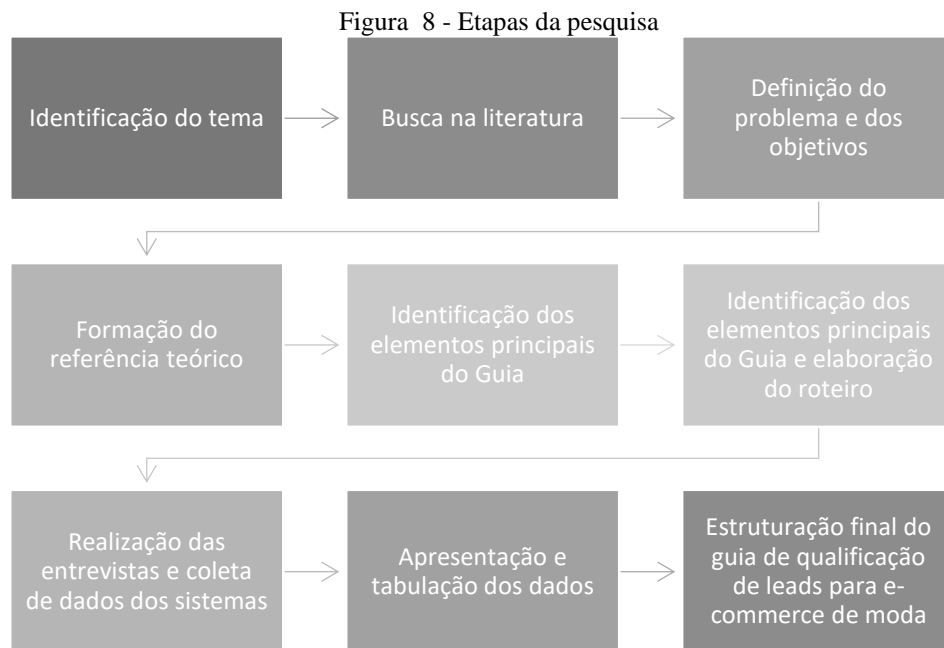 Figura  8 - Etapas da pesquisa
Identificação do tema
Busca na literatura
Definição do
problema e dos
objetivos
Formação do
referência teórico
Identificação dos
elementos principais
do Guia
Identificação dos
elementos principais
do Guia e elaboração
do roteiro
Realização das
entrevistas e coleta
de dados dos sistemas
Apresentação e
tabulação dos dados
Estruturação final do
guia de qualificação
de leads para e-
commerce de moda